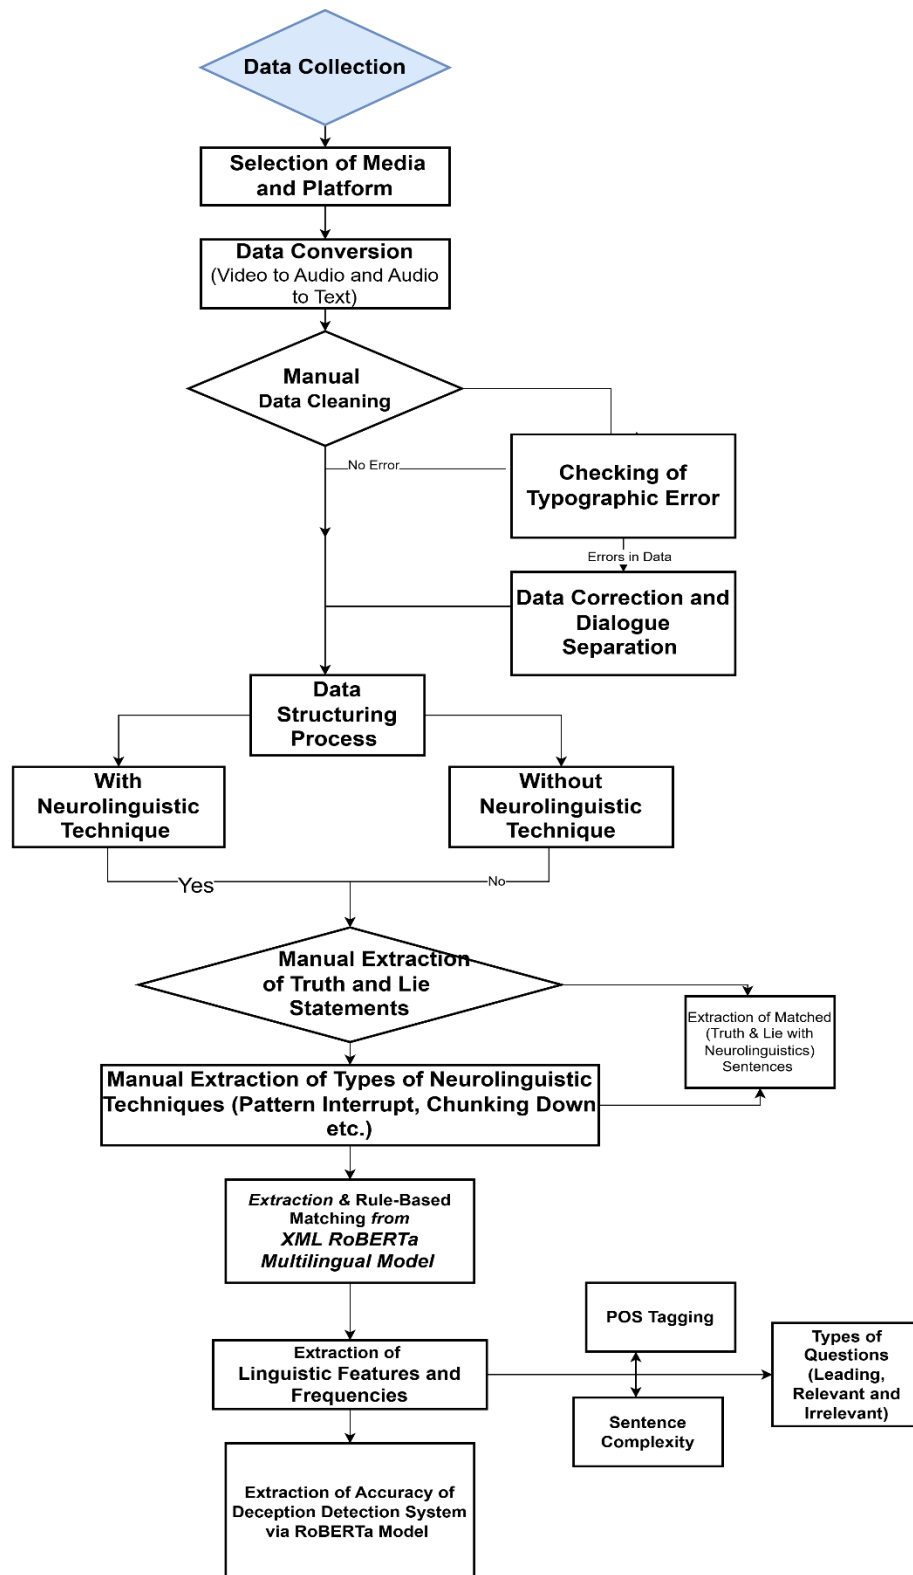 Data Collection
Selection of Media
and Platform
Data Conversion
(Video to Audio and Audio
to Text)
Manual
Data Cleaning
No Error
Checking of
Typographic Error
Errors in Data
Data Correction and
Dialogue
Separation
Data
Structuring
Process
With
Neurolinguistic
Technique
Without
Neurolinguistic
Technique
Yes
No
Manual Extraction
of Truth and Lie
Statements
Extraction of Matched
(Truth & Lie with
Neurolinguistics)
Sentences
Manual Extraction of Types of Neurolinguistic
Techniques (Pattern Interrupt, Chunking Down
etc.)
Extraction & Rule-Based
Matching from
XML RoBERTa
Multilingual Model
POS Tagging
Extraction of
Linguistic Features and
Frequencies
Types of
Questions
(Leading,
Relevant and
Irrelevant)
Sentence
Complexity
Extraction of Accuracy of
Deception Detection System
via RoBERTa Model